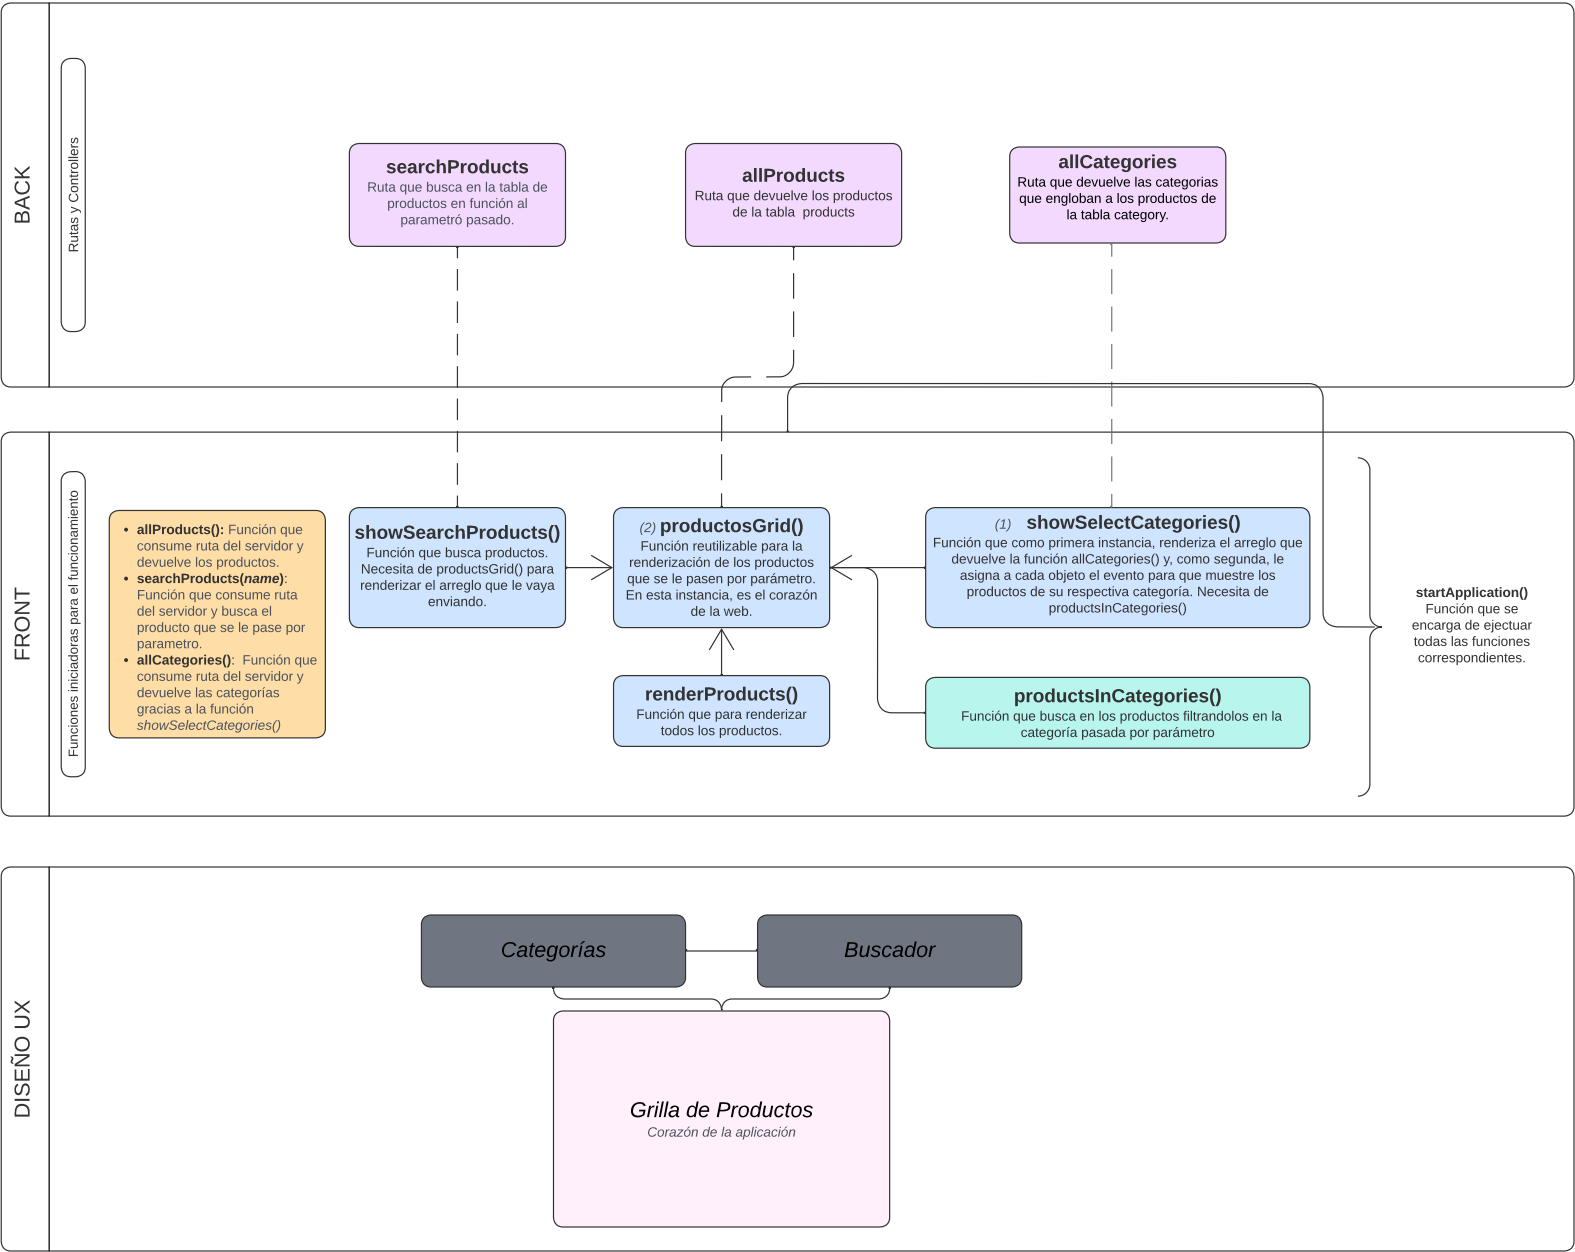 BACK
Rutas y Controllers
searchProducts
Ruta que busca en la tabla de
productos en función al
parametró pasado.
allProducts
Ruta que devuelve los productos
de la tabla  products
allCategories
Ruta que devuelve las categorias
que engloban a los productos de
la tabla category.
FRONT
Funciones iniciadoras para el funcionamiento
• allProducts(): Función que
consume ruta del servidor y
devuelve los productos.
• searchProducts(name):
Función que consume ruta
del servidor y busca el
producto que se le pase por
parametro.
• allCategories():  Función que
consume ruta del servidor y
devuelve las categorías
gracias a la función
showSelectCategories()
showSearchProducts()
Función que busca productos.
Necesita de productsGrid() para
renderizar el arreglo que le vaya
enviando.
(2) productosGrid()
Función reutilizable para la
renderización de los productos
que se le pasen por parámetro.
En esta instancia, es el corazón
de la web.
renderProducts()
Función que para renderizar
todos los productos.
(1) showSelectCategories()
Función que como primera instancia, renderiza el arreglo que
devuelve la función allCategories() y, como segunda, le
asigna a cada objeto el evento para que muestre los
productos de su respectiva categoría. Necesita de
productsInCategories()
productsInCategories()
Función que busca en los productos filtrandolos en la
categoría pasada por parámetro
startApplication()
Función que se
encarga de ejectuar
todas las funciones
correspondientes.
DISEÑO UX
Categorías
Buscador
Grilla de Productos
Corazón de la aplicación